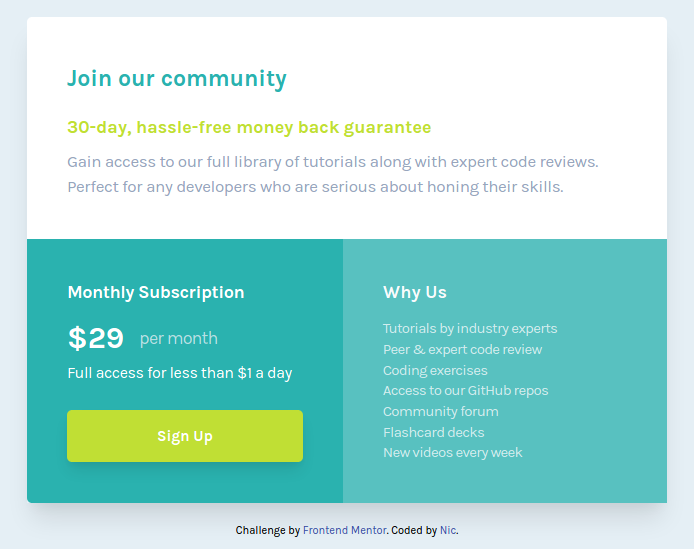 Join our community
30-day, hassle-free money back guarantee
Gain access to our full library of tutorials along with expert code reviews.
Perfect for any developers who are serious about honing their skills.
Monthly Subscription
$29 per month
Full access for less than $1 a day
Sign Up
Why Us
Tutorials by industry experts
Peer & expert code review
Coding exercises
Access to our GitHub repos
Community forum
Flashcard decks
New videos every week
Challenge by Frontend Mentor. Coded by Nic.